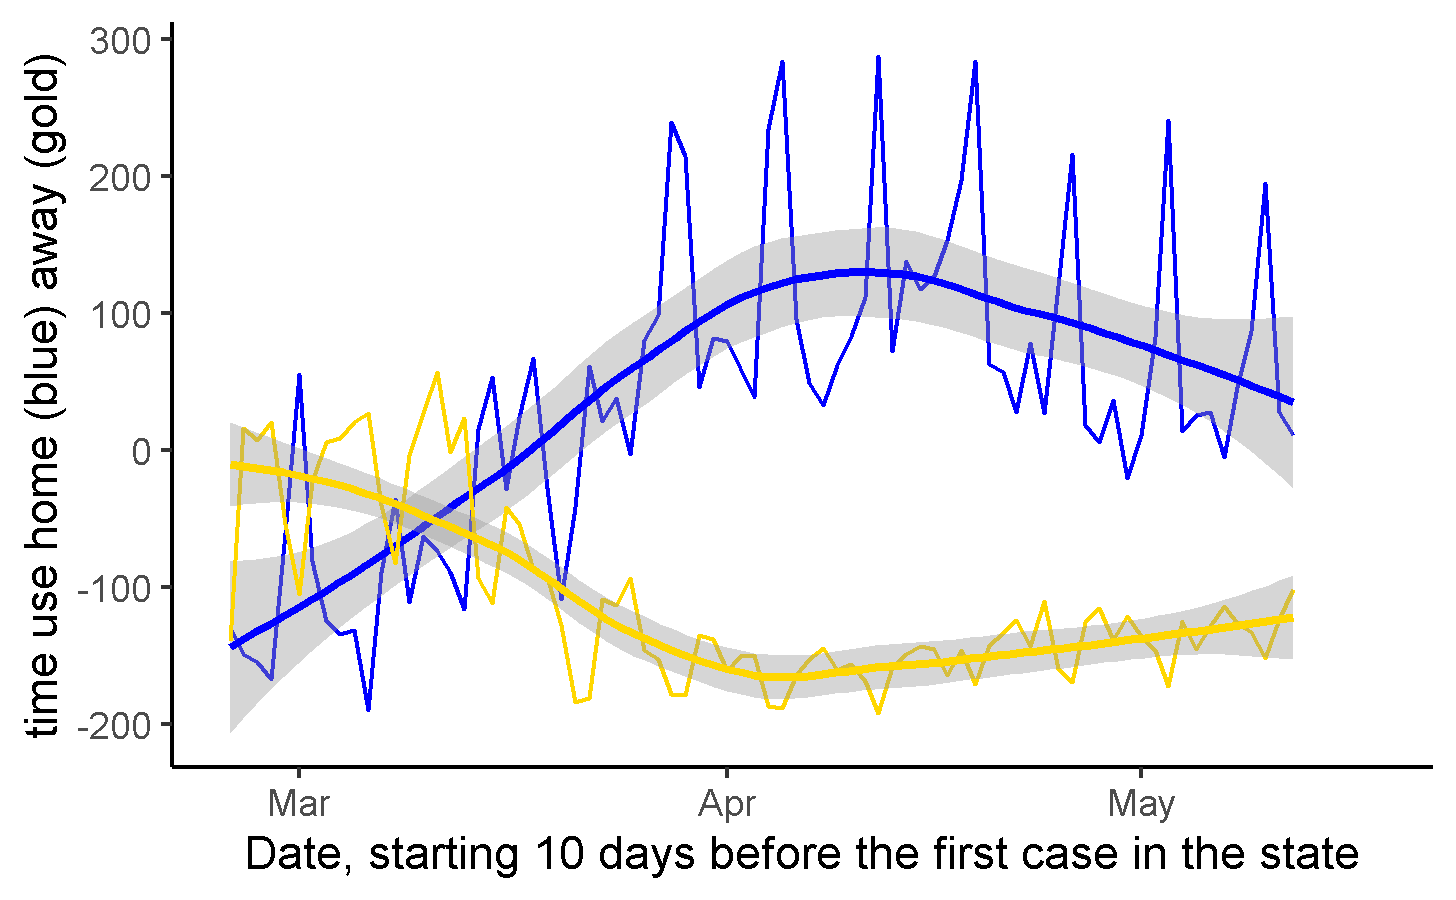 time use home (blue) away (gold)
300
200
100
0
-100
-200
Mar
Apr
May
Date, starting 10 days before the first case in the state